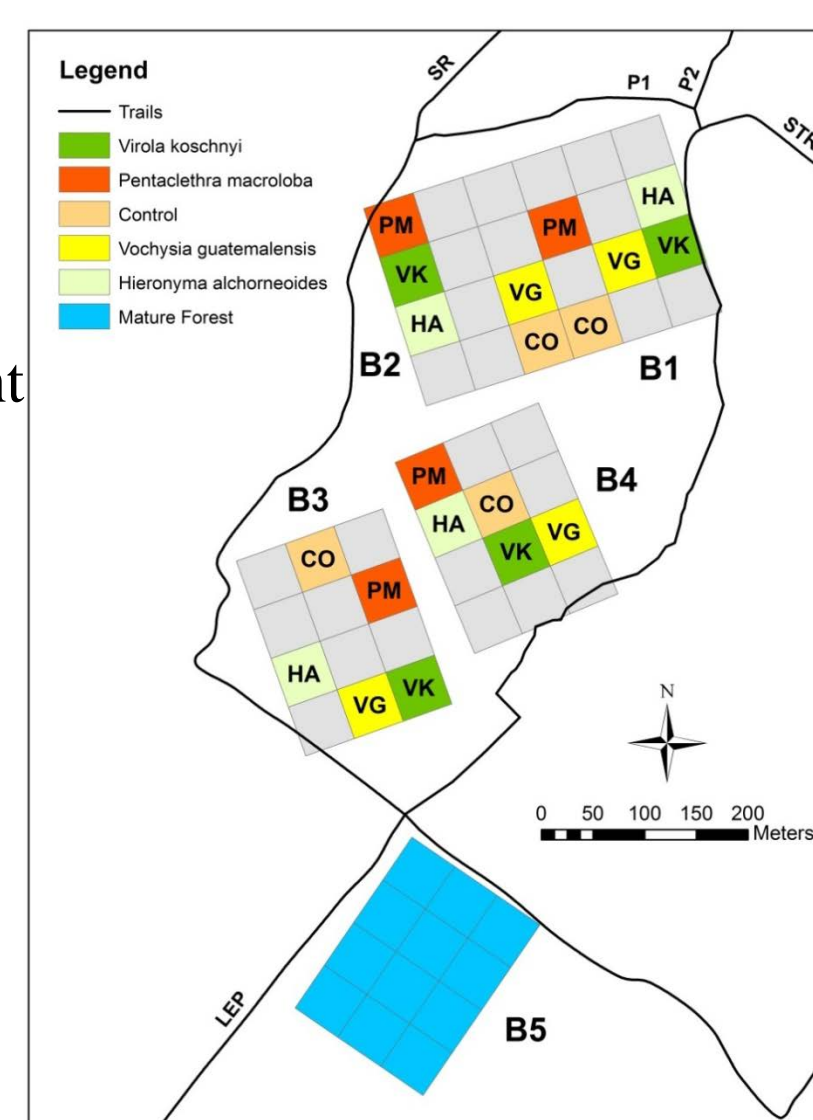 Legend
Trails
Virola koschnyi
Pentaclethra macroloba
Control
Vochysia guatemalensis
Hieronyma alchorneoides
Mature Forest
SR
P1
P2
nt
HA
PM
PM
VK
VG
VK
VG
HA
CO
CO
B2
B1
PM
B4
CO
HA
VG
VK
B3
CO
PM
HA
VK
VG
N
0 50 100 150 200
Meters
LEP
B5